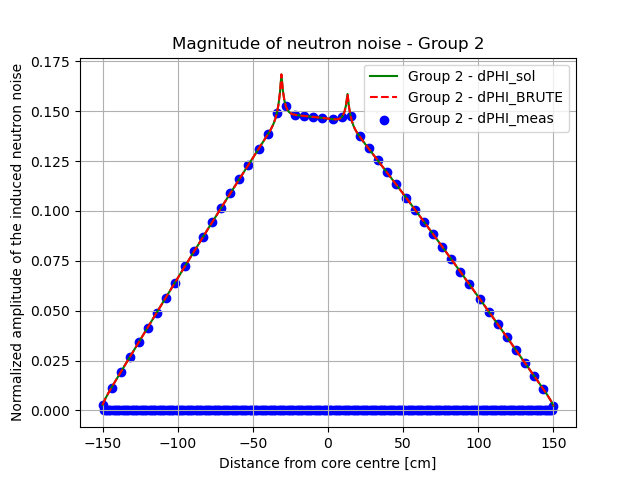 Magnitude of neutron noise - Group 2
Normalized amplitude of the induced neutron noise
0.175
0.150
0.125
0.100
0.075
0.050
0.025
0.000
Group 2 - dPHI_sol
Group 2 - dPHI_BRUTE
Group 2 - dPHI_meas
−150
−100
−50
0
50
100
150
Distance from core centre [cm]